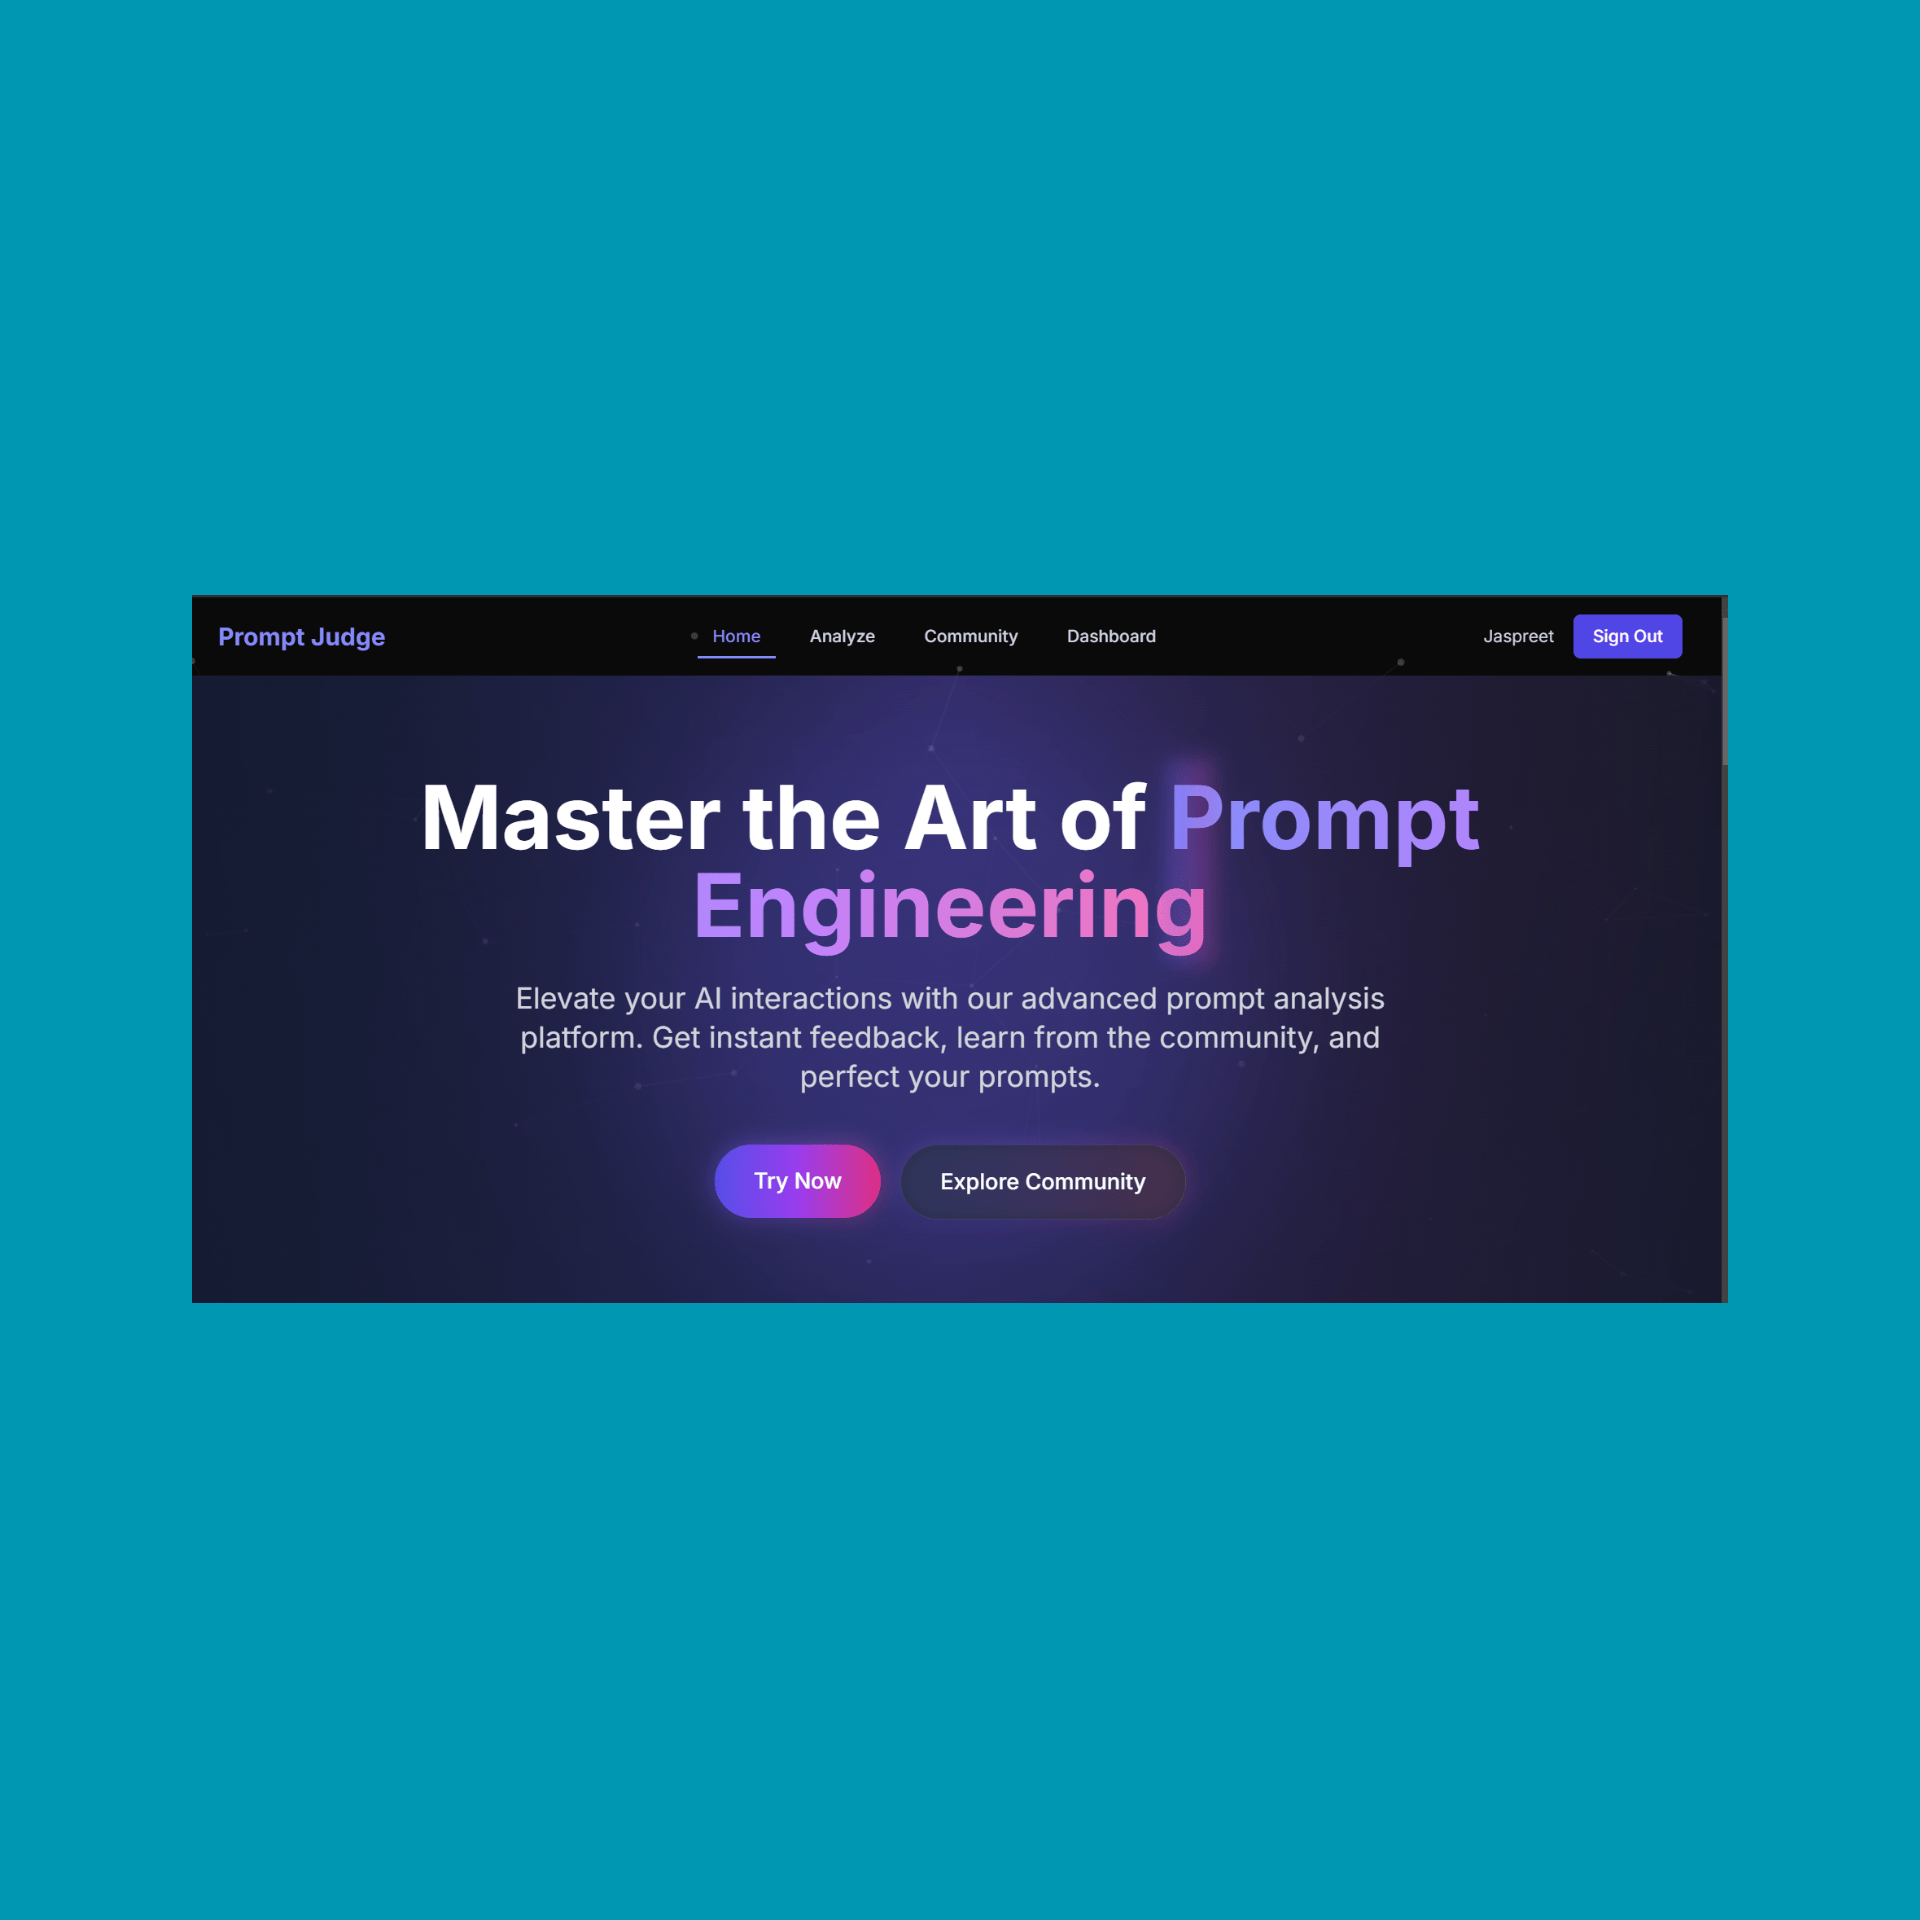 Prompt Judge
Home
Analyze
Community
Dashboard
Jaspreet
Sign Out
Master the Art of Prompt
Engineering
Elevate your AI interactions with our advanced prompt analysis
platform. Get instant feedback, learn from the community, and
perfect your prompts.
Try Now
Explore Community